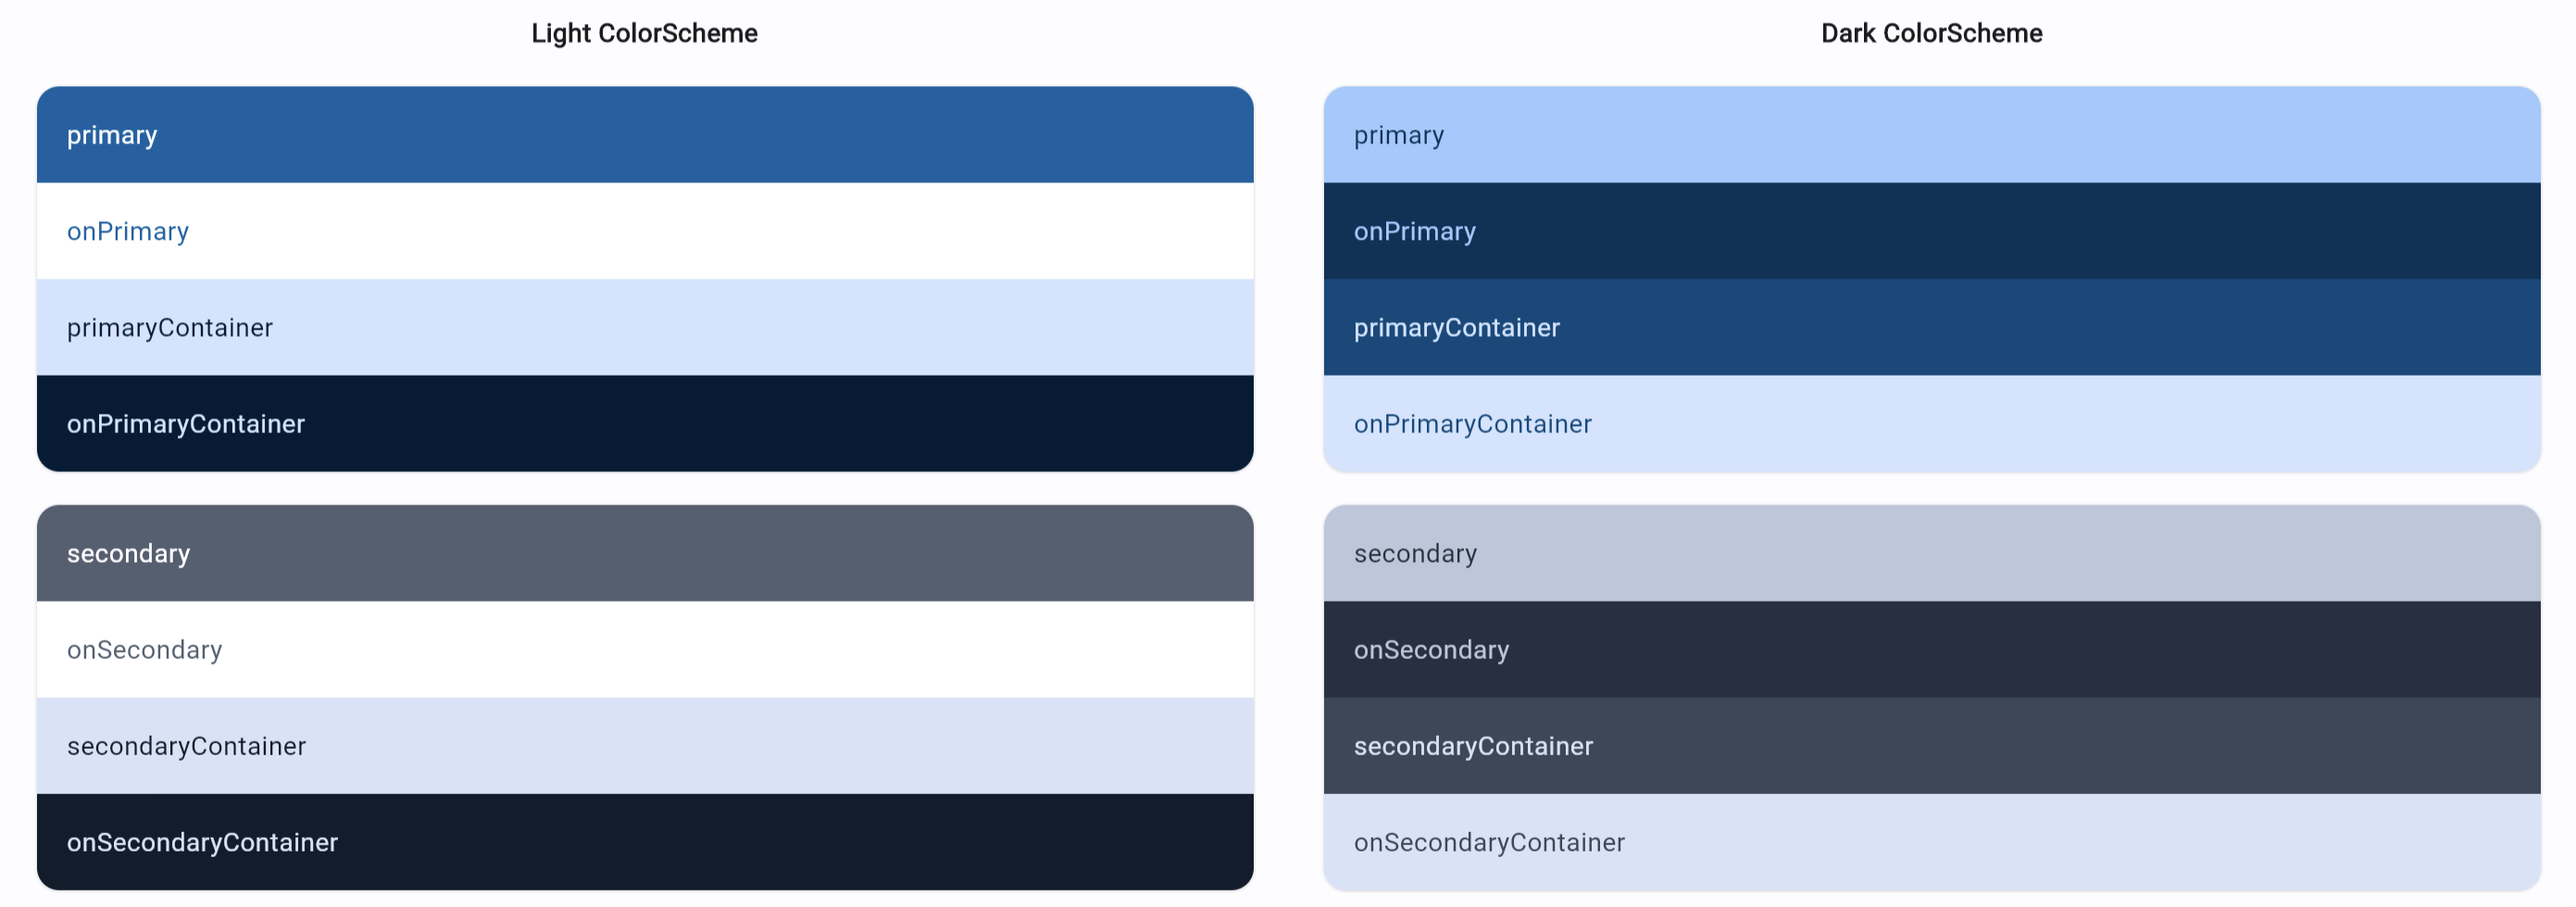 Light ColorScheme
primary
onPrimary
primaryContainer
onPrimaryContainer
secondary
onSecondary
secondaryContainer
onSecondaryContainer
Dark ColorScheme
primary
onPrimary
primaryContainer
onPrimaryContainer
secondary
onSecondary
secondaryContainer
onSecondaryContainer